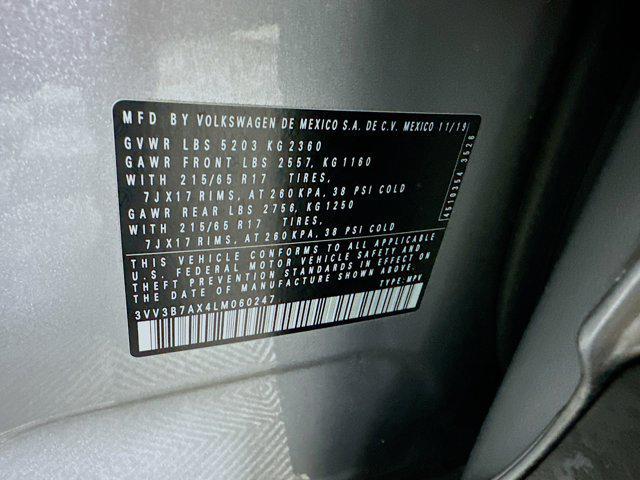 MFD BY VOLKSWAGEN DE MEXICO S.A. DE C.V. MEXICO 11/19
GVWR LBS 5203 KG 2360
GAWR FRONT LBS 2557, KG 1160
WITH 215/65 R17 TIRES,
7JX17 RIMS, AT 260 KPA, 38 PSI COLD
GAWR REAR LBS 2756, KG 1250
WITH 215/65 R17 TIRES,
7JX17 RIMS, AT 260 KPA, 38 PSI COLD
THIS VEHICLE CONFORMS TO ALL APPLICABLE
U.S. FEDERAL MOTOR VEHICLE SAFETY AND
THEFT PREVENTION STANDARDS IN EFFECT ON
THE DATE OF MANUFACTURE SHOWN ABOVE.
TYPE: MPV
3VV3B7AX4LM060247